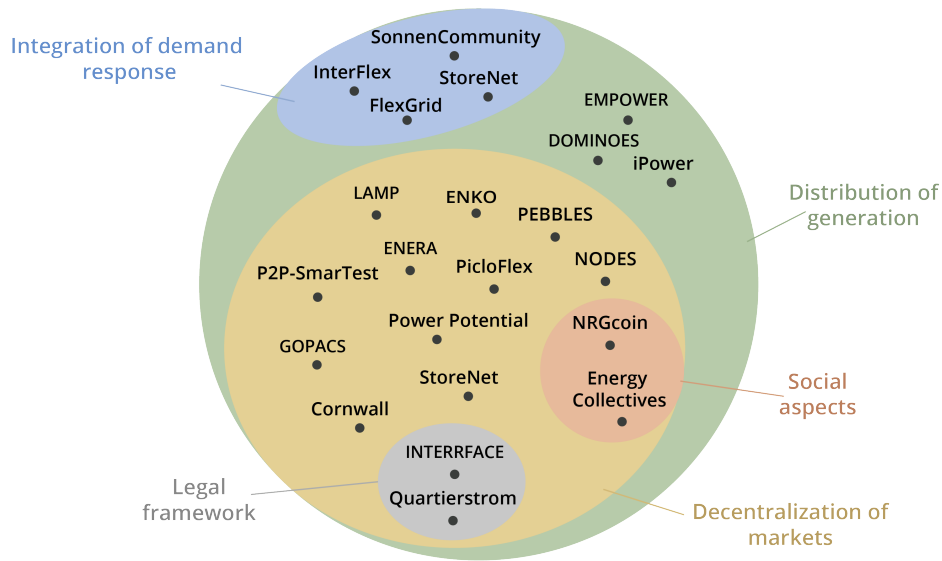 Integration of demand
response
SonnenCommunity
InterFlex
StoreNet
FlexGrid
EMPOWER
DOMINOES
iPower
Distribution of
generation
LAMP
ENKO
PEBBLES
ENERA
PicloFlex
NODES
P2P-SmarTest
Power Potential
NRGcoin
GOPACS
StoreNet
Energy
Collectives
Social
aspects
Cornwall
INTERRFACE
Quartierstrom
Legal
framework
Decentralization of
markets